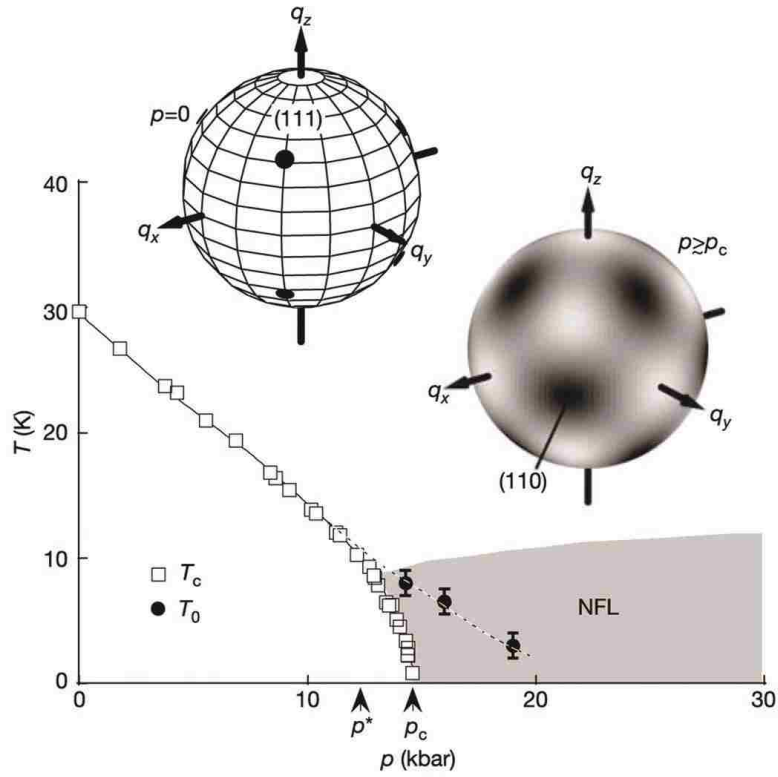 q_z
p=0
(111)
q_x
q_y
q_z
p≳p_c
q_x
q_y
(110)
40
30
20
10
0
T (K)
T_c
T_0
NFL
0
10
20
30
p*
p_c
p (kbar)